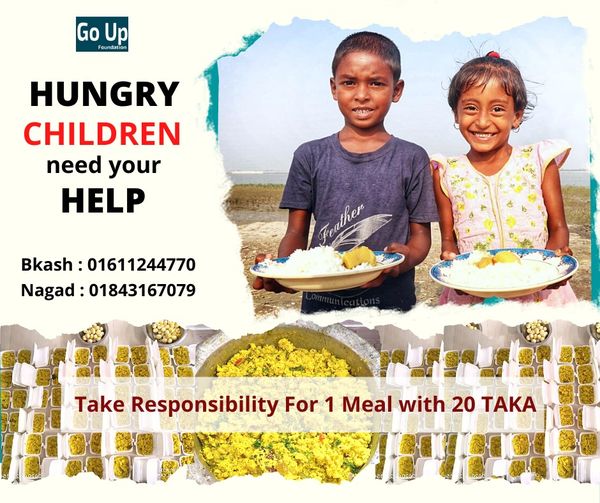 Go Up
Foundation
HUNGRY
CHILDREN
need your
HELP
Bkash : 01611244770
Nagad : 01843167079
Feather
Communications
Take Responsibility For 1 Meal with 20 TAKA